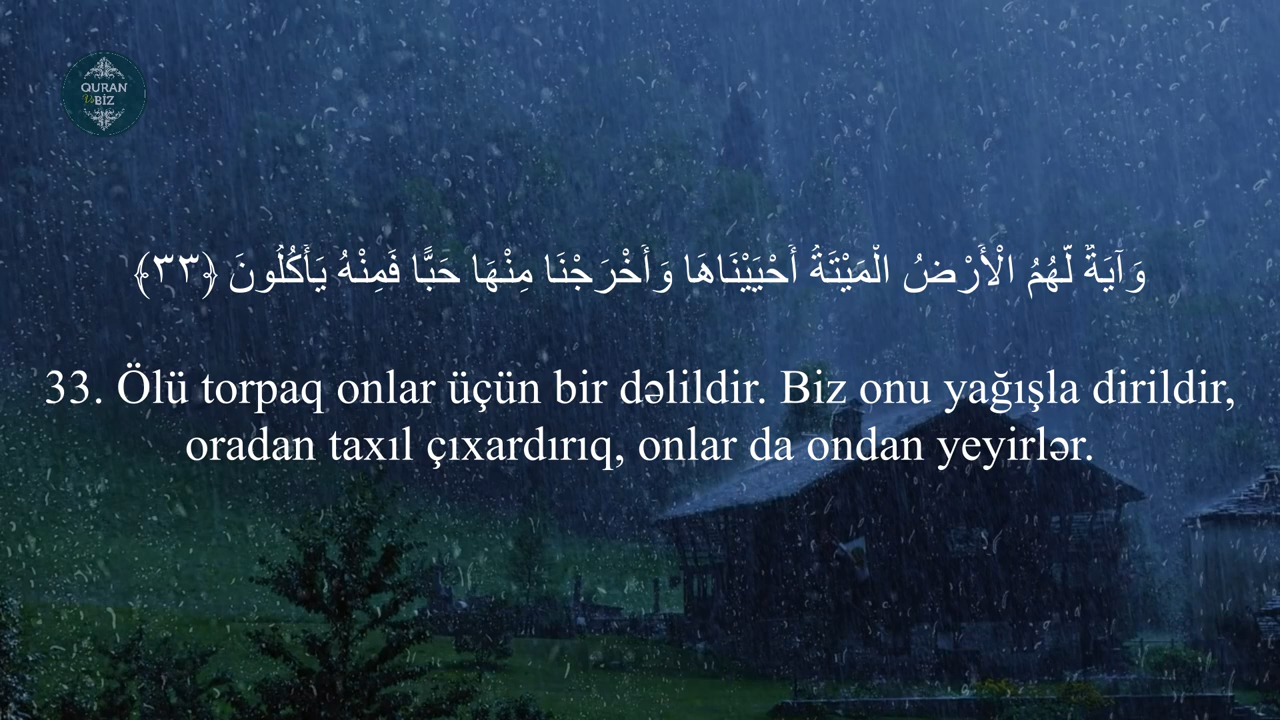 QURAN
Və BİZ
وَآيَةٌ لَّهُمُ الْأَرْضُ الْمَيْتَةُ أَحْيَيْنَاهَا وَأَخْرَجْنَا مِنْهَا حَبًّا فَمِنْهُ يَأْكُلُونَ ﴿٣٣﴾
33. Ölü torpaq onlar üçün bir dəlildir. Biz onu yağışla dirildir,
oradan taxıl çıxardırıq, onlar da ondan yeyirlər.